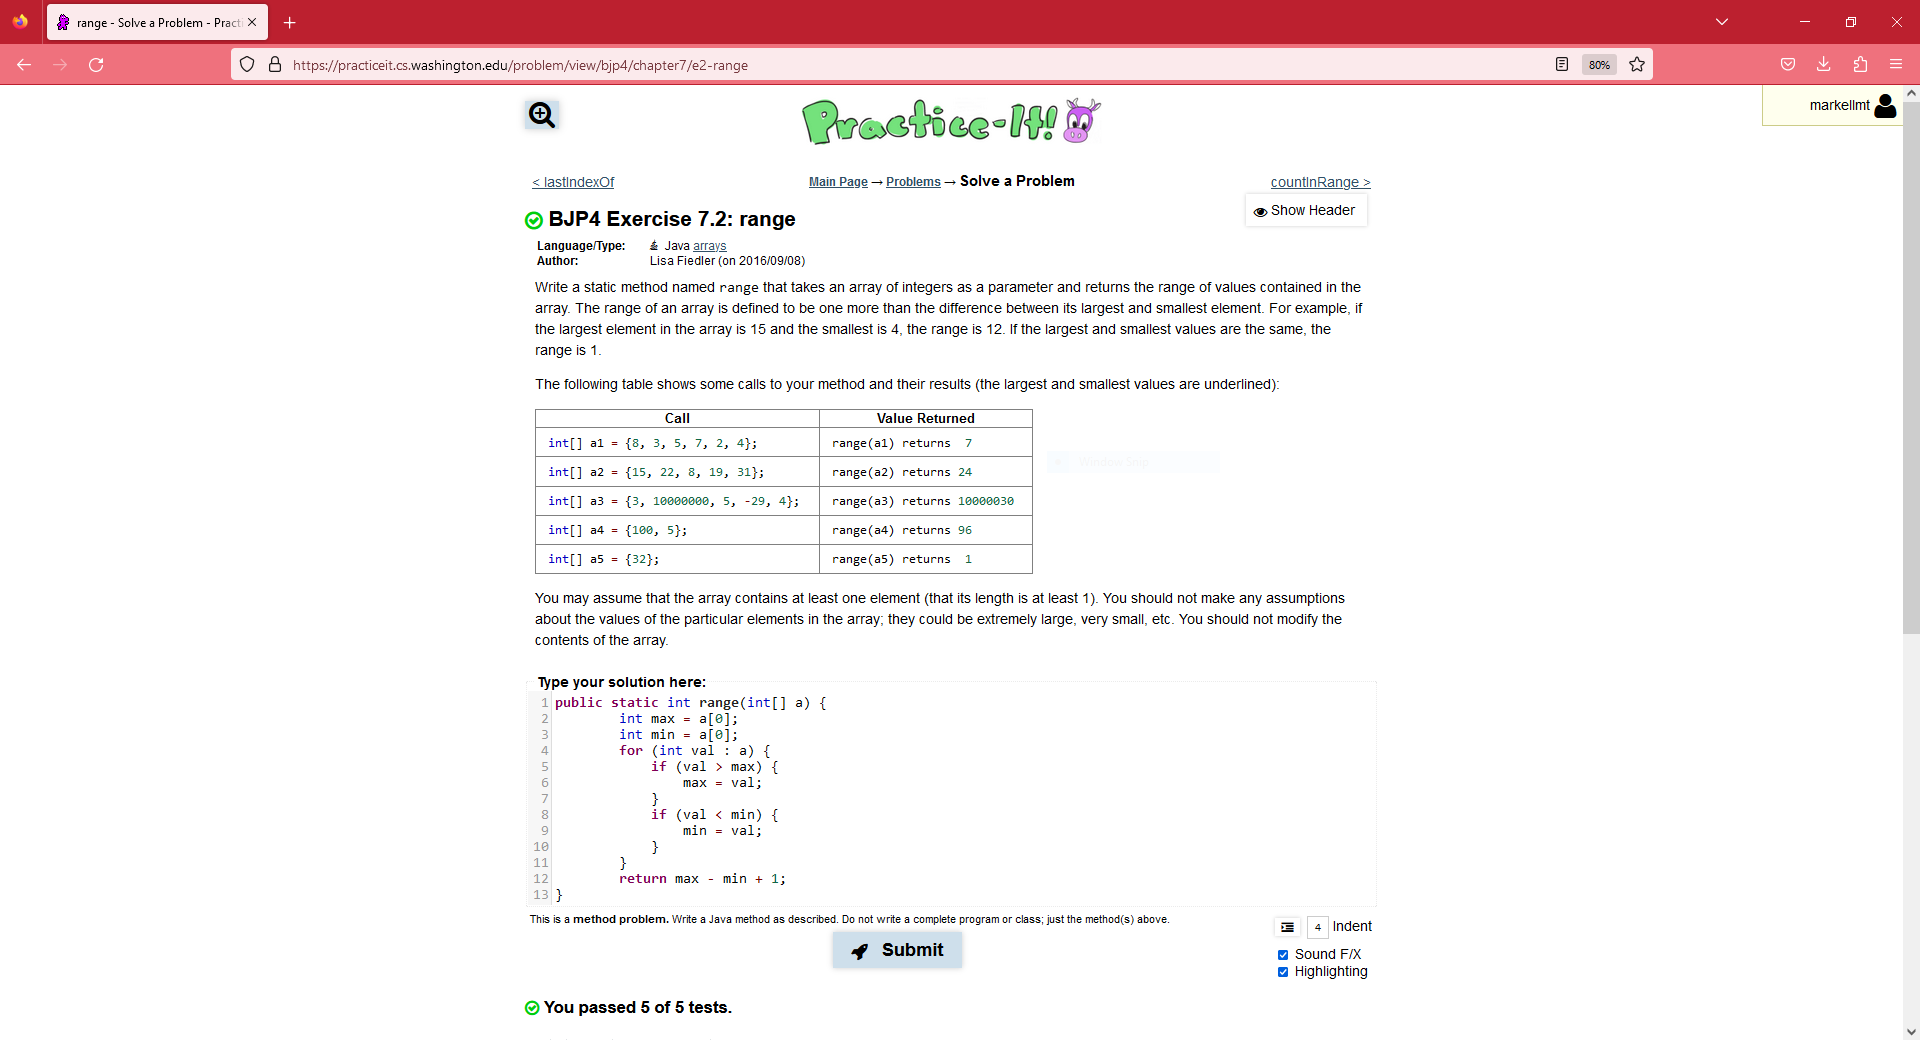 range - Solve a Problem - Practi
https://practiceit.cs.washington.edu/problem/view/bjp4/chapter7/e2-range
80%
Practice-It!
markellmt
< lastIndexOf
Main Page → Problems → Solve a Problem
countInRange >
Show Header
BJP4 Exercise 7.2: range
Language/Type: Java arrays
Author: Lisa Fiedler (on 2016/09/08)
Write a static method named range that takes an array of integers as a parameter and returns the range of values contained in the
array. The range of an array is defined to be one more than the difference between its largest and smallest element. For example, if
the largest element in the array is 15 and the smallest is 4, the range is 12. If the largest and smallest values are the same, the
range is 1.
The following table shows some calls to your method and their results (the largest and smallest values are underlined):
Call Value Returned
int[] a1 = {8, 3, 5, 7, 2, 4}; range(a1) returns  7
int[] a2 = {15, 22, 8, 19, 31}; range(a2) returns 24
int[] a3 = {3, 10000000, 5, -29, 4}; range(a3) returns 10000030
int[] a4 = {100, 5}; range(a4) returns 96
int[] a5 = {32}; range(a5) returns  1
You may assume that the array contains at least one element (that its length is at least 1). You should not make any assumptions
about the values of the particular elements in the array; they could be extremely large, very small, etc. You should not modify the
contents of the array.
Type your solution here:
1 public static int range(int[] a) {
2         int max = a[0];
3         int min = a[0];
4         for (int val : a) {
5             if (val > max) {
6                 max = val;
7             }
8             if (val < min) {
9                 min = val;
10             }
11         }
12         return max - min + 1;
13 }
This is a method problem. Write a Java method as described. Do not write a complete program or class; just the method(s) above.
4 Indent
Submit
Sound F/X
Highlighting
You passed 5 of 5 tests.